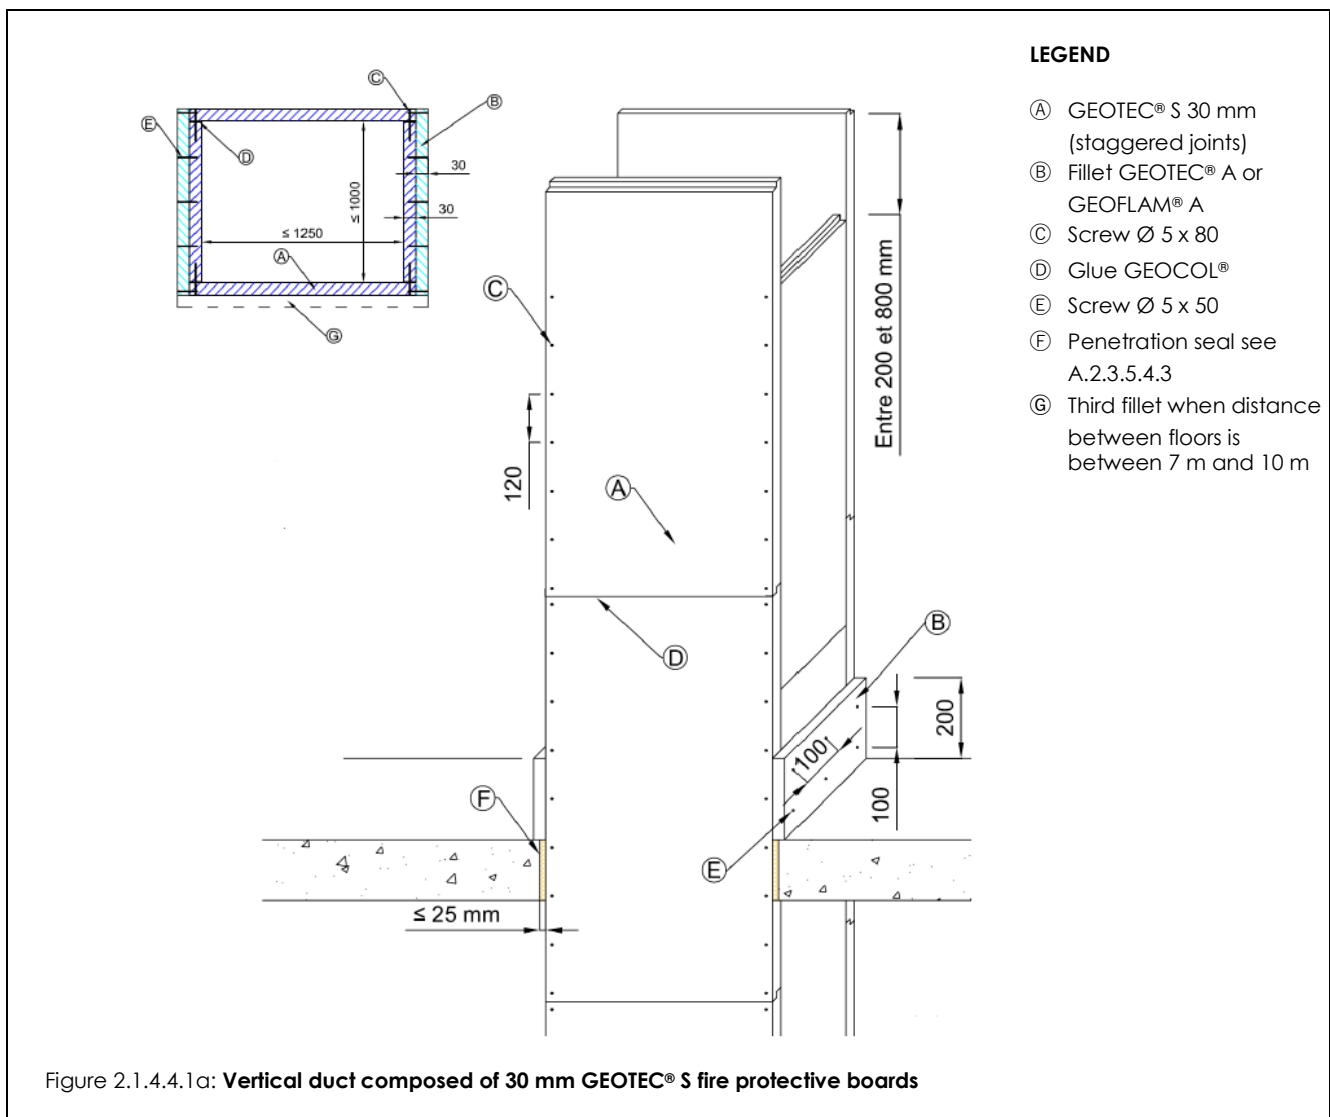 LEGEND
Ⓐ GEOTEC® S 30 mm
(staggered joints)
Ⓑ Fillet GEOTEC® A or
GEOFLAM® A
Ⓒ Screw Ø 5 x 80
Ⓓ Glue GEOCOL®
Ⓔ Screw Ø 5 x 50
Ⓕ Penetration seal see
A.2.3.5.4.3
Ⓖ Third fillet when distance
between floors is
between 7 m and 10 m
Ⓒ
Ⓑ
Ⓔ
Ⓓ
30
≤ 1000
30
≤ 1250
Ⓐ
Ⓖ
Ⓒ
Entre 200 et 800 mm
120
Ⓐ
Ⓑ
Ⓓ
200
100
100
Ⓕ
Ⓔ
≤ 25 mm
Figure 2.1.4.4.1a: Vertical duct composed of 30 mm GEOTEC® S fire protective boards